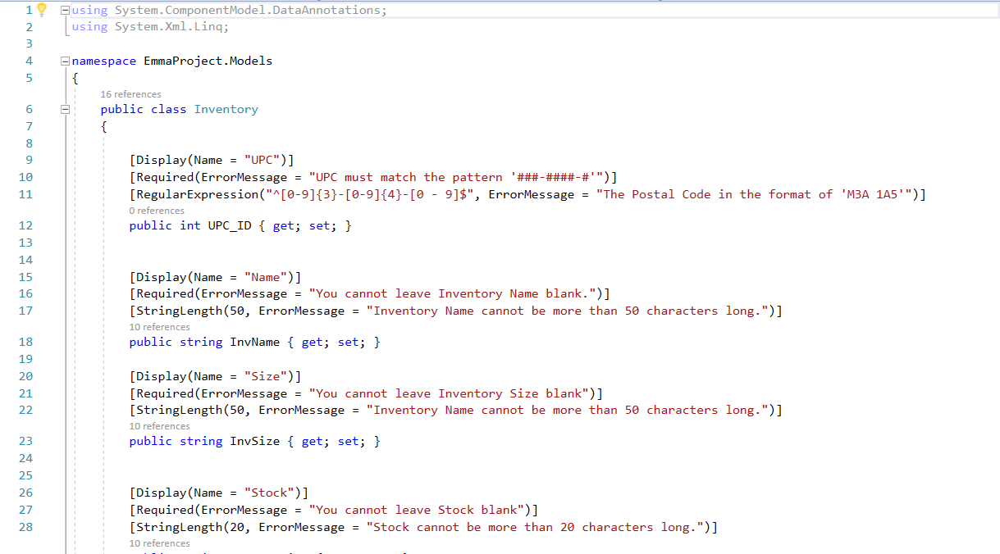 1 using System.ComponentModel.DataAnnotations;
2 using System.Xml.Linq;
3
4 namespace EmmaProject.Models
5 {
16 references
6 public class Inventory
7 {
8
9 [Display(Name = "UPC")]
10 [Required(ErrorMessage = "UPC must match the pattern '###-####-#'")]
11 [RegularExpression("^[0-9]{3}-[0-9]{4}-[0 - 9]$", ErrorMessage = "The Postal Code in the format of 'M3A 1A5'")]
0 references
12 public int UPC_ID { get; set; }
13
14
15 [Display(Name = "Name")]
16 [Required(ErrorMessage = "You cannot leave Inventory Name blank.")]
17 [StringLength(50, ErrorMessage = "Inventory Name cannot be more than 50 characters long.")]
10 references
18 public string InvName { get; set; }
19
20 [Display(Name = "Size")]
21 [Required(ErrorMessage = "You cannot leave Inventory Size blank")]
22 [StringLength(50, ErrorMessage = "Inventory Name cannot be more than 50 characters long.")]
10 references
23 public string InvSize { get; set; }
24
25
26 [Display(Name = "Stock")]
27 [Required(ErrorMessage = "You cannot leave Stock blank")]
28 [StringLength(20, ErrorMessage = "Stock cannot be more than 20 characters long.")]
10 references